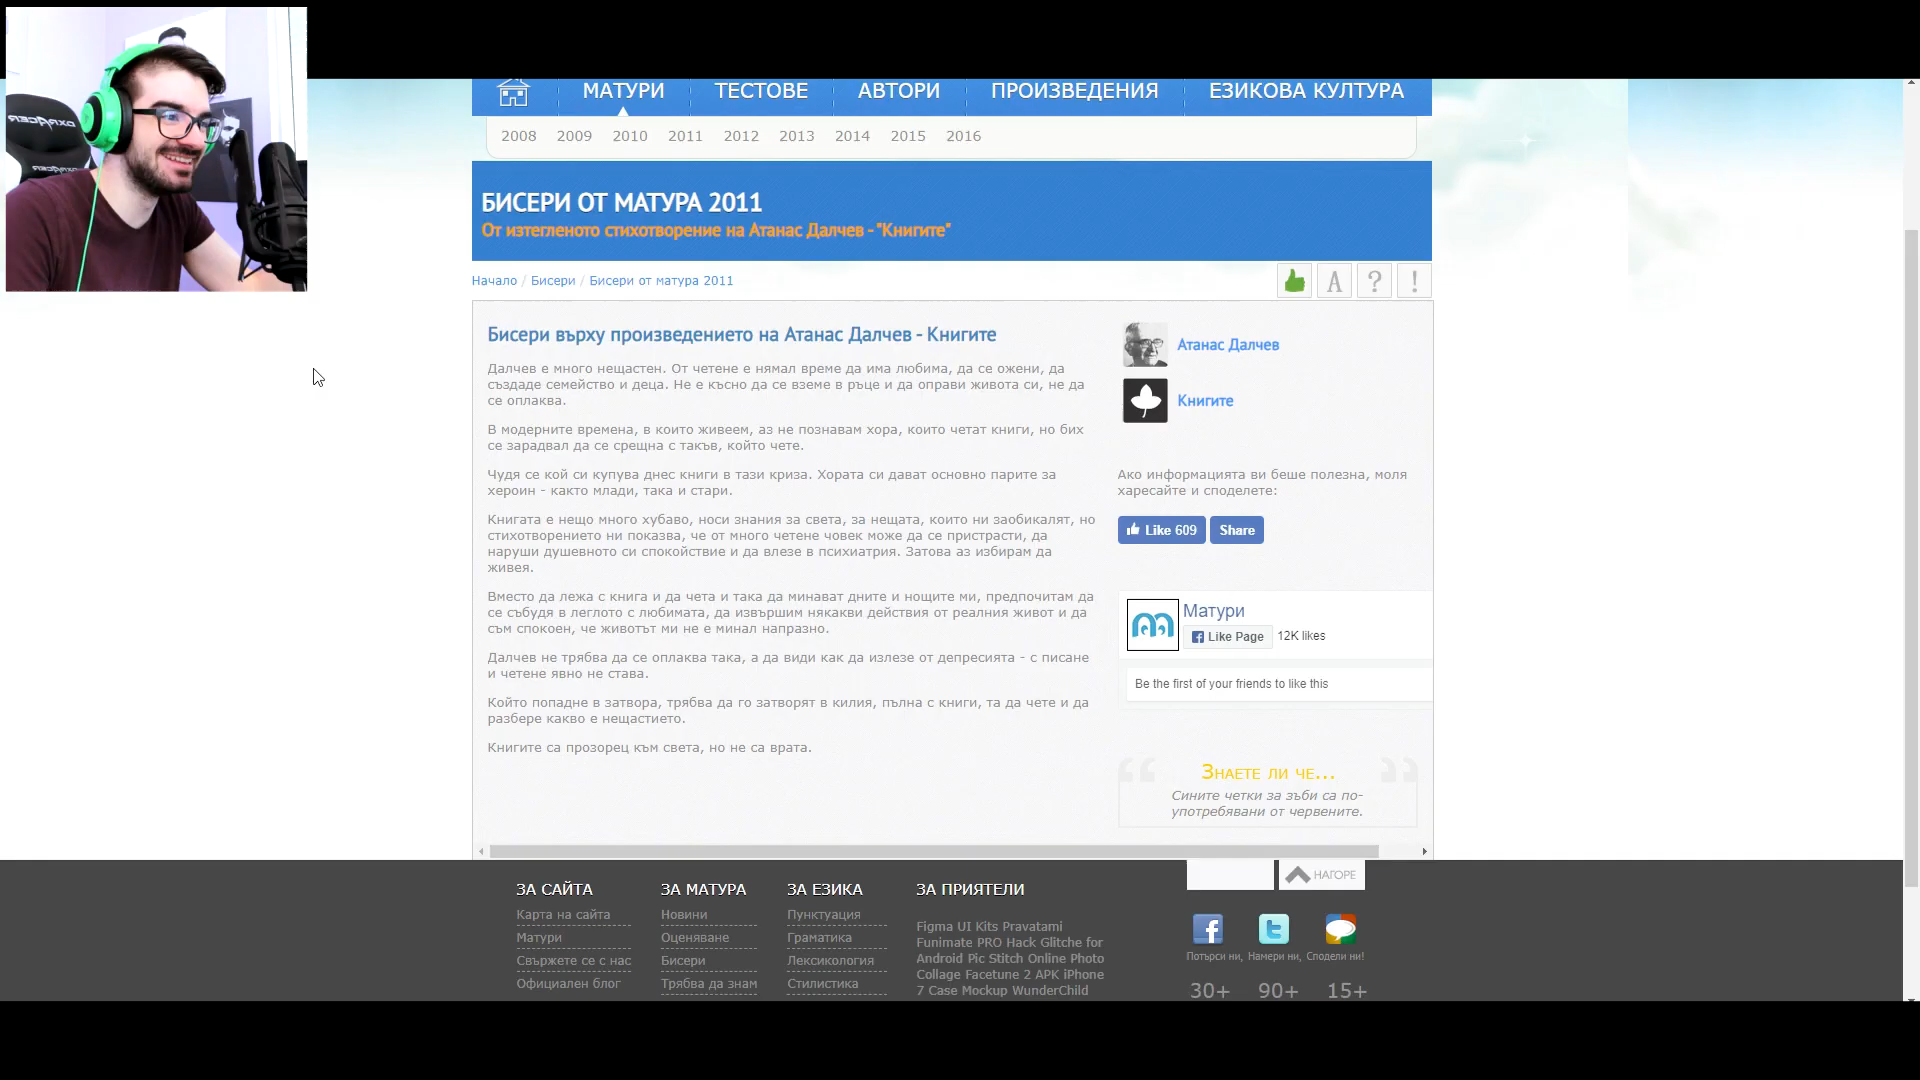 МАТУРИ ТЕСТОВЕ АВТОРИ ПРОИЗВЕДЕНИЯ ЕЗИКОВА КУЛТУРА
2008 2009 2010 2011 2012 2013 2014 2015 2016
БИСЕРИ ОТ МАТУРА 2011
От изтегленото стихотворение на Атанас Далчев - "Книгите"
Начало / Бисери / Бисери от матура 2011
A ? !
Бисери върху произведението на Атанас Далчев - Книгите
Далчев е много нещастен. От четене е нямал време да има любима, да се ожени, да
създаде семейство и деца. Не е късно да се вземе в ръце и да оправи живота си, не да
се оплаква.
В модерните времена, в които живеем, аз не познавам хора, които четат книги, но бих
се зарадвал да се срещна с такъв, който чете.
Чудя се кой си купува днес книги в тази криза. Хората си дават основно парите за
хероин - както млади, така и стари.
Книгата е нещо много хубаво, носи знания за света, за нещата, които ни заобикалят, но
стихотворението ни показва, че от много четене човек може да се пристрасти, да
наруши душевното си спокойствие и да влезе в психиатрия. Затова аз избирам да
живея.
Вместо да лежа с книга и да чета и така да минават дните и нощите ми, предпочитам да
се събудя в леглото с любимата, да извършим някакви действия от реалния живот и да
съм спокоен, че животът ми не е минал напразно.
Далчев не трябва да се оплаква така, а да види как да излезе от депресията - с писане
и четене явно не става.
Който попадне в затвора, трябва да го затворят в килия, пълна с книги, та да чете и да
разбере какво е нещастието.
Книгите са прозорец към света, но не са врата.
Атанас Далчев
Книгите
Ако информацията ви беше полезна, моля
харесайте и споделете:
Like 609 Share
Матури
Like Page 12K likes
Be the first of your friends to like this
Знаете ли че...
Сините четки за зъби са по-
употребявани от червените.
НАГОРЕ
ЗА САЙТА
Карта на сайта
Матури
Свържете се с нас
Официален блог
ЗА МАТУРА
Новини
Оценяване
Бисери
Трябва да знам
ЗА ЕЗИКА
Пунктуация
Граматика
Лексикология
Стилистика
ЗА ПРИЯТЕЛИ
Figma UI Kits Pravatami
Funimate PRO Hack Glitche for
Android Pic Stitch Online Photo
Collage Facetune 2 APK iPhone
7 Case Mockup WunderChild
Потърси ни, Намери ни, Сподели ни!
30+ 90+ 15+